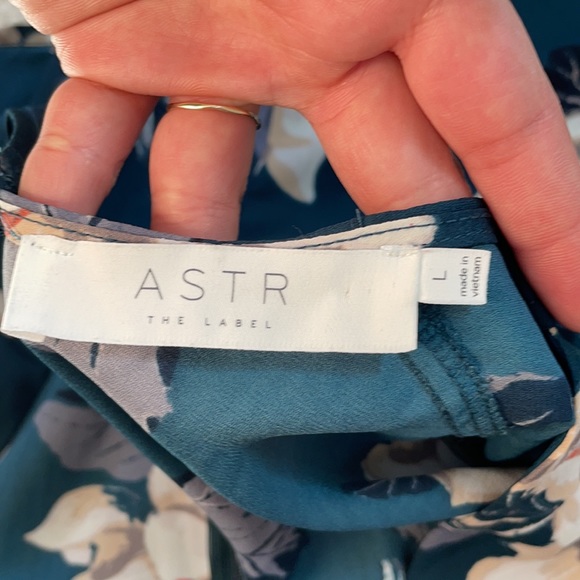 ASTR
THE LABEL
L
made in
vietnam